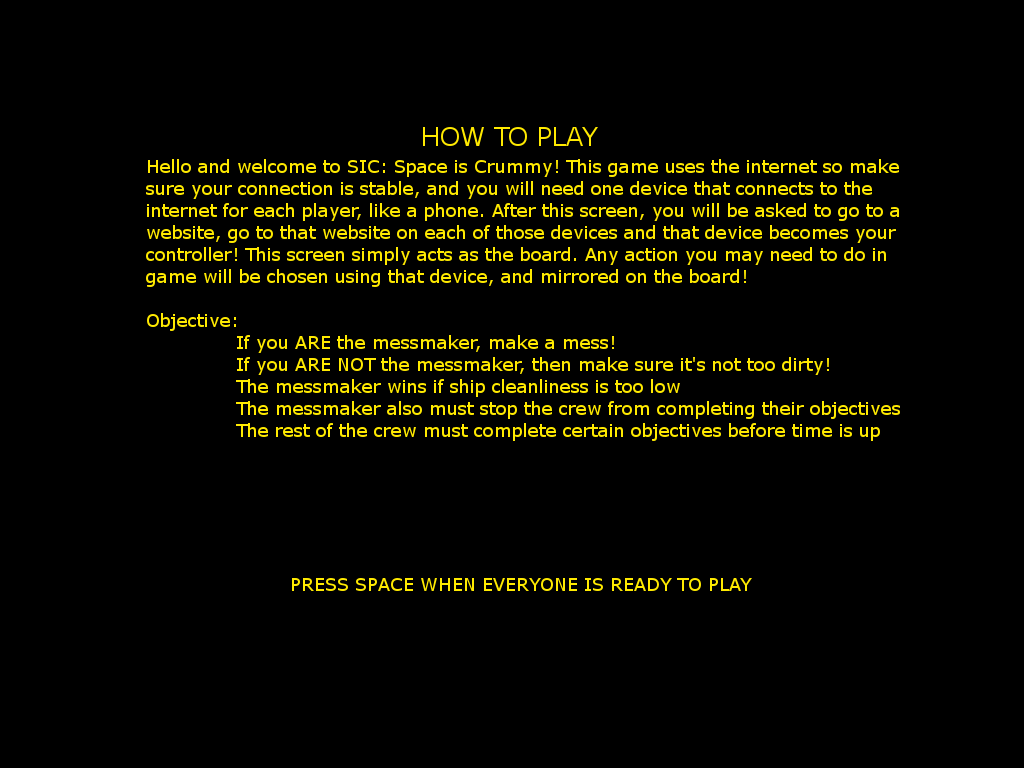 HOW TO PLAY
Hello and welcome to SIC: Space is Crummy! This game uses the internet so make
sure your connection is stable, and you will need one device that connects to the
internet for each player, like a phone. After this screen, you will be asked to go to a
website, go to that website on each of those devices and that device becomes your
controller! This screen simply acts as the board. Any action you may need to do in
game will be chosen using that device, and mirrored on the board!
Objective:
If you ARE the messmaker, make a mess!
If you ARE NOT the messmaker, then make sure it's not too dirty!
The messmaker wins if ship cleanliness is too low
The messmaker also must stop the crew from completing their objectives
The rest of the crew must complete certain objectives before time is up
PRESS SPACE WHEN EVERYONE IS READY TO PLAY